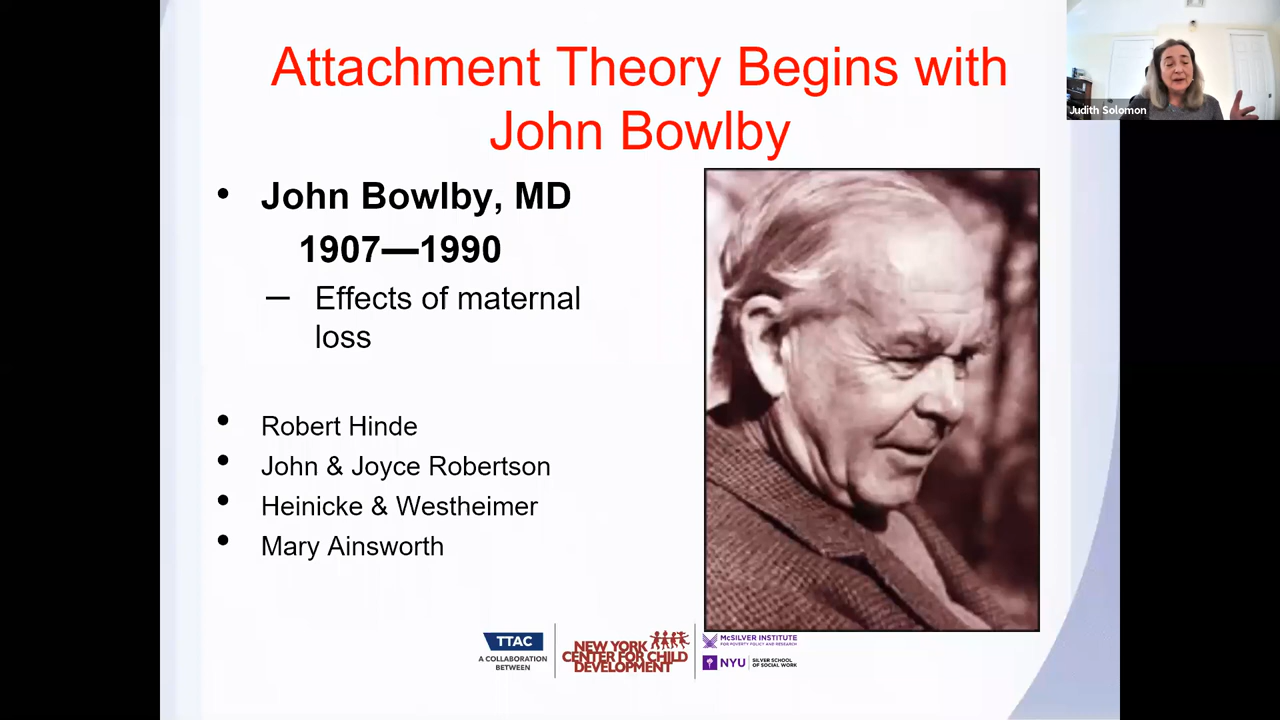 Attachment Theory Begins with
John Bowlby
Judith Solomon
• John Bowlby, MD
1907—1990
– Effects of maternal
loss
• Robert Hinde
• John & Joyce Robertson
• Heinicke & Westheimer
• Mary Ainsworth
TTAC
A COLLABORATION
BETWEEN
NEW YORK
CENTER FOR CHILD
DEVELOPMENT
McSILVER INSTITUTE
FOR POVERTY POLICY AND RESEARCH
NYU
SILVER SCHOOL
OF SOCIAL WORK